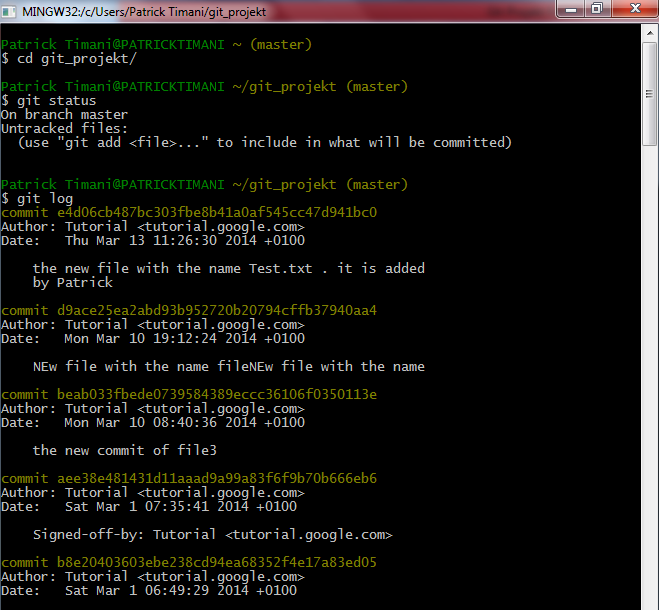 MINGW32:/c/Users/Patrick Timani/git_projekt
Patrick Timani@PATRICKTIMANI ~ (master)
$ cd git_projekt/
Patrick Timani@PATRICKTIMANI ~/git_projekt (master)
$ git status
On branch master
Untracked files:
(use "git add <file>..." to include in what will be committed)
Patrick Timani@PATRICKTIMANI ~/git_projekt (master)
$ git log
commit e4d06cb487bc303fbe8b41a0af545cc47d941bc0
Author: Tutorial <tutorial.google.com>
Date:   Thu Mar 13 11:26:30 2014 +0100
the new file with the name Test.txt . it is added
by Patrick
commit d9ace25ea2abd93b952720b20794cffb37940aa4
Author: Tutorial <tutorial.google.com>
Date:   Mon Mar 10 19:12:24 2014 +0100
NEw file with the name fileNEw file with the name
commit beab033fbede0739584389eccc36106f0350113e
Author: Tutorial <tutorial.google.com>
Date:   Mon Mar 10 08:40:36 2014 +0100
the new commit of file3
commit aee38e481431d11aaad9a99a83f6f9b70b666eb6
Author: Tutorial <tutorial.google.com>
Date:   Sat Mar 1 07:35:41 2014 +0100
Signed-off-by: Tutorial <tutorial.google.com>
commit b8e20403603ebe238cd94ea68352f4e17a83ed05
Author: Tutorial <tutorial.google.com>
Date:   Sat Mar 1 06:49:29 2014 +0100